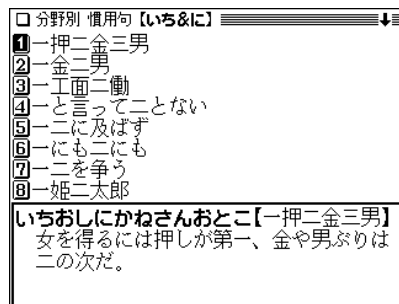 □ 分野別 慣用句【いち&に】
1 一押二金三男
2 一金二男
3 一工面二働
4 一と言って二とない
5 一二に及ばず
6 一にも二にも
7 一二を争う
8 一姫二太郎
いちおしにかねさんおとこ【一押二金三男】
女を得るには押しが第一、金や男ぶりは
二の次だ。